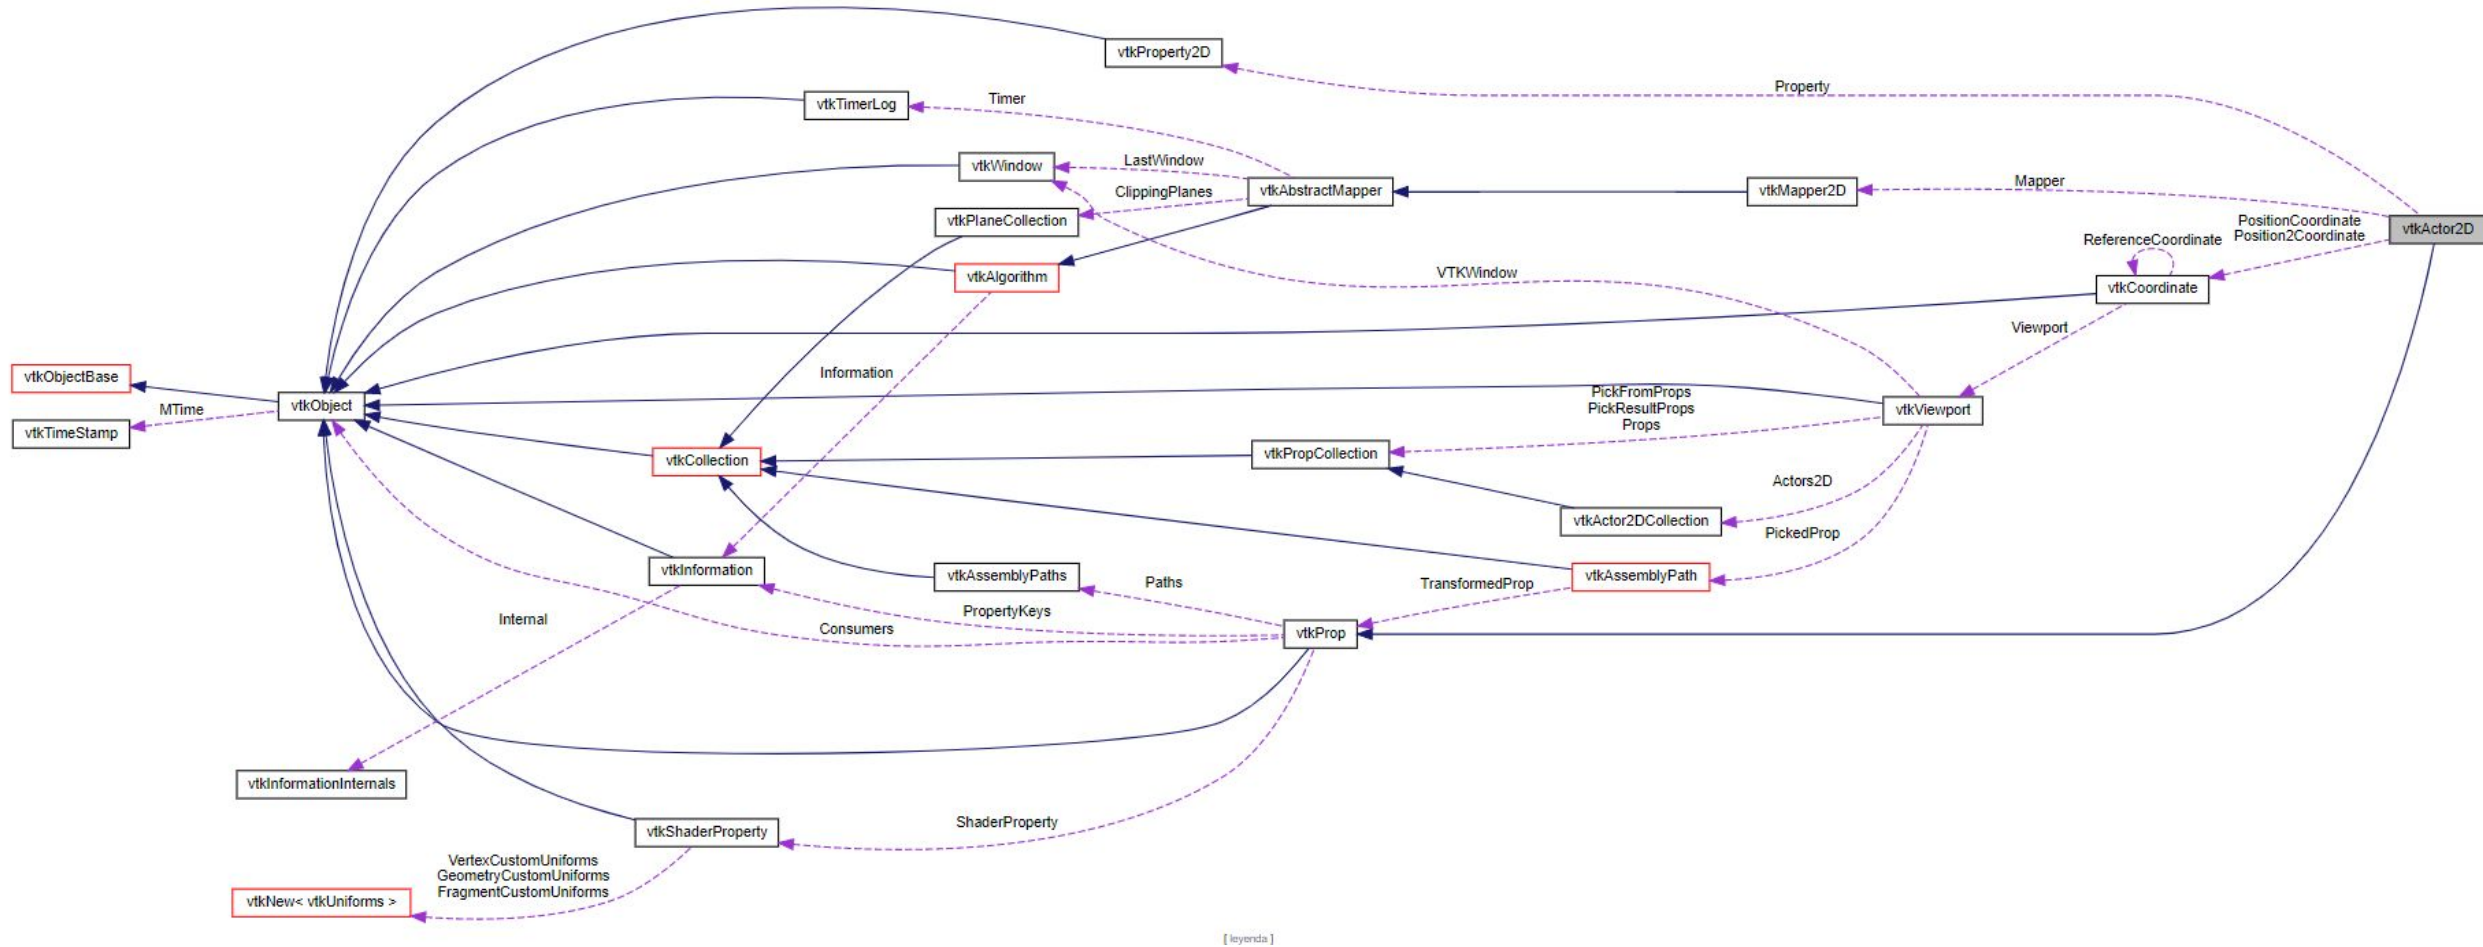 vtkProperty2D
Property
Timer
vtkTimerLog
LastWindow
vtkWindow
ClippingPlanes
vtkAbstractMapper
vtkMapper2D
Mapper
vtkPlaneCollection
PositionCoordinate
Position2Coordinate
vtkActor2D
ReferenceCoordinate
VTKWindow
vtkAlgorithm
vtkCoordinate
Viewport
Information
vtkObjectBase
MTime
vtkObject
vtkTimeStamp
PickFromProps
PickResultProps
Props
vtkViewport
vtkCollection
vtkPropCollection
Actors2D
vtkActor2DCollection
PickedProp
vtkInformation
vtkAssemblyPaths
Paths
TransformedProp
vtkAssemblyPath
PropertyKeys
Internal
Consumers
vtkProp
vtkInformationInternals
vtkShaderProperty
ShaderProperty
VertexCustomUniforms
GeometryCustomUniforms
FragmentCustomUniforms
vtkNew< vtkUniforms >
[ leyenda ]